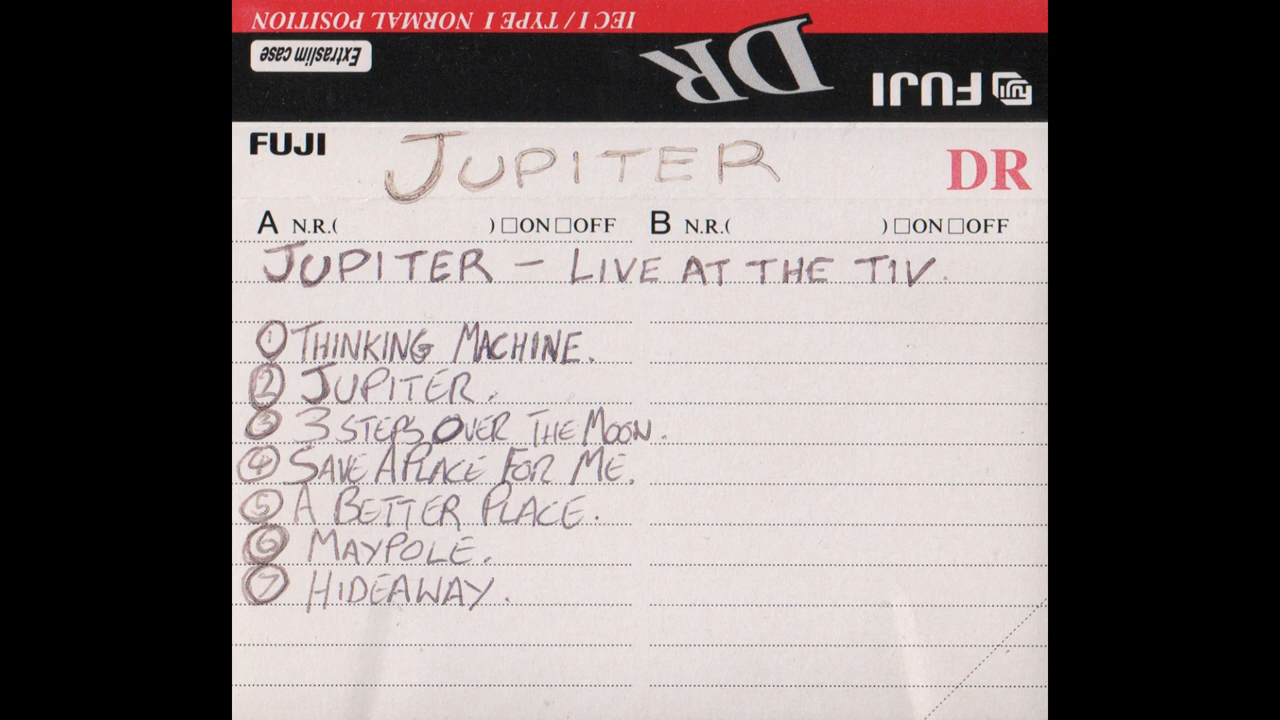 IEC I / TYPE I NORMAL POSITION
Extraslim case
DR
FUJI
FUJI
JUPITER
DR
A N.R.( ) □ON □OFF B N.R.( ) □ON □OFF
JUPITER – LIVE AT THE TIV.
① THINKING MACHINE.
② JUPITER.
③ 3 STEPS OVER THE MOON.
④ SAVE A PLACE FOR ME.
⑤ A BETTER PLACE.
⑥ MAYPOLE.
⑦ HIDEAWAY.